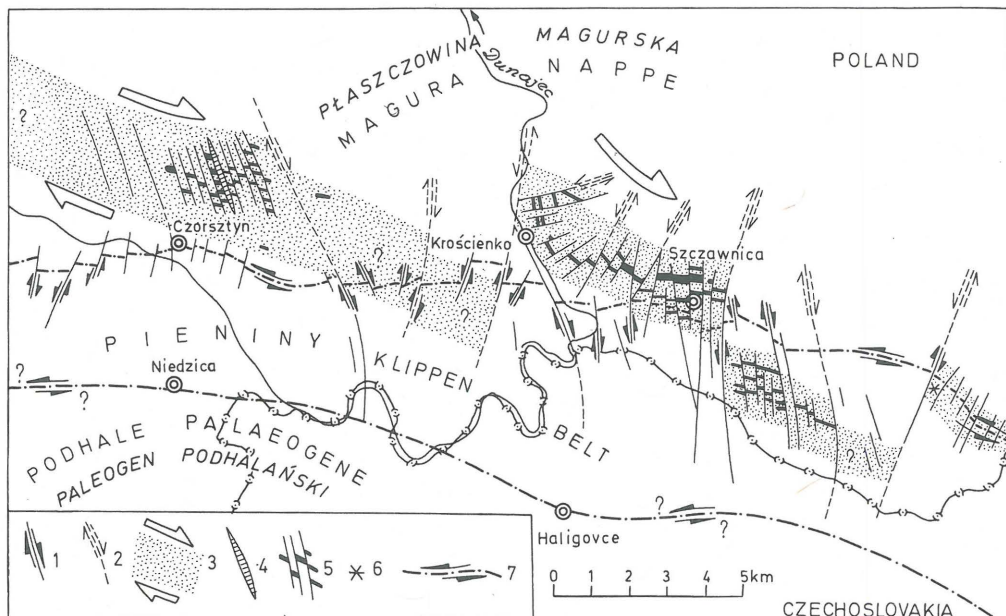 PŁASZCZOWINA
MAGURA
MAGURSKA
NAPPE
POLAND
Dunajec
?
Czorsztyn
Krościenko
?
?
Szczawnica
PIENINY
KLIPPEN
BELT
?
Niedzica
?
PODHALE
PALEOGEN
PALAEOGENE
PODHALAŃSKI
?
?
?
Haligovce
1 2 3 4 5 6 7
0 1 2 3 4 5km
CZECHOSLOVAKIA